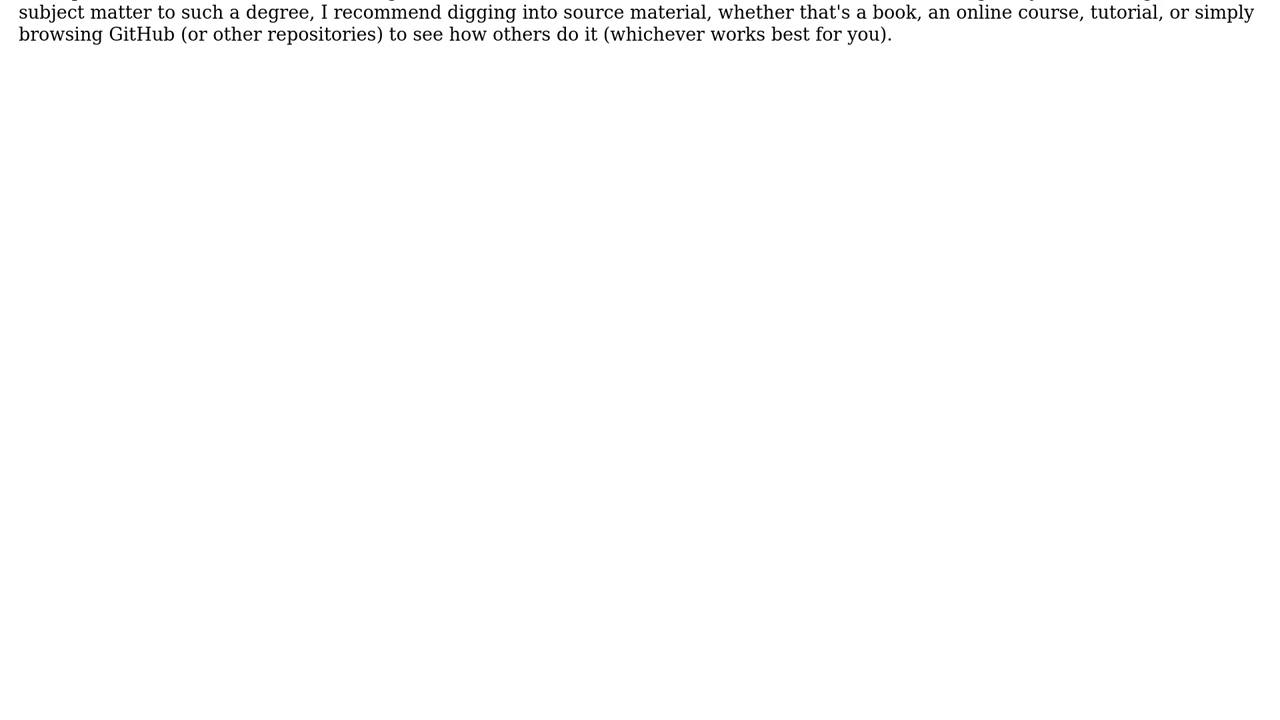 subject matter to such a degree, I recommend digging into source material, whether that's a book, an online course, tutorial, or simply
browsing GitHub (or other repositories) to see how others do it (whichever works best for you).